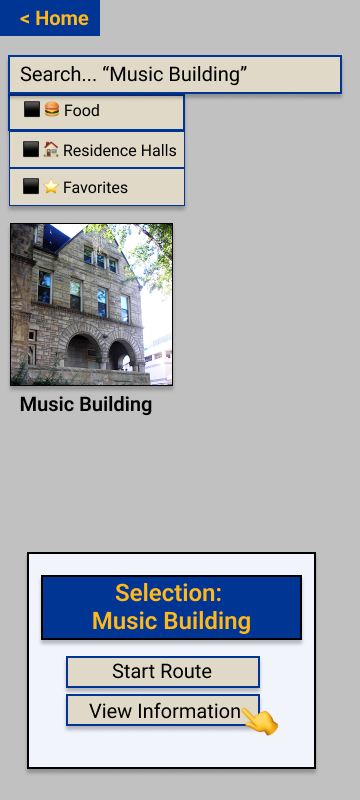 < Home
Search... “Music Building”
Food
Residence Halls
Favorites
Music Building
Selection:
Music Building
Start Route
View Information